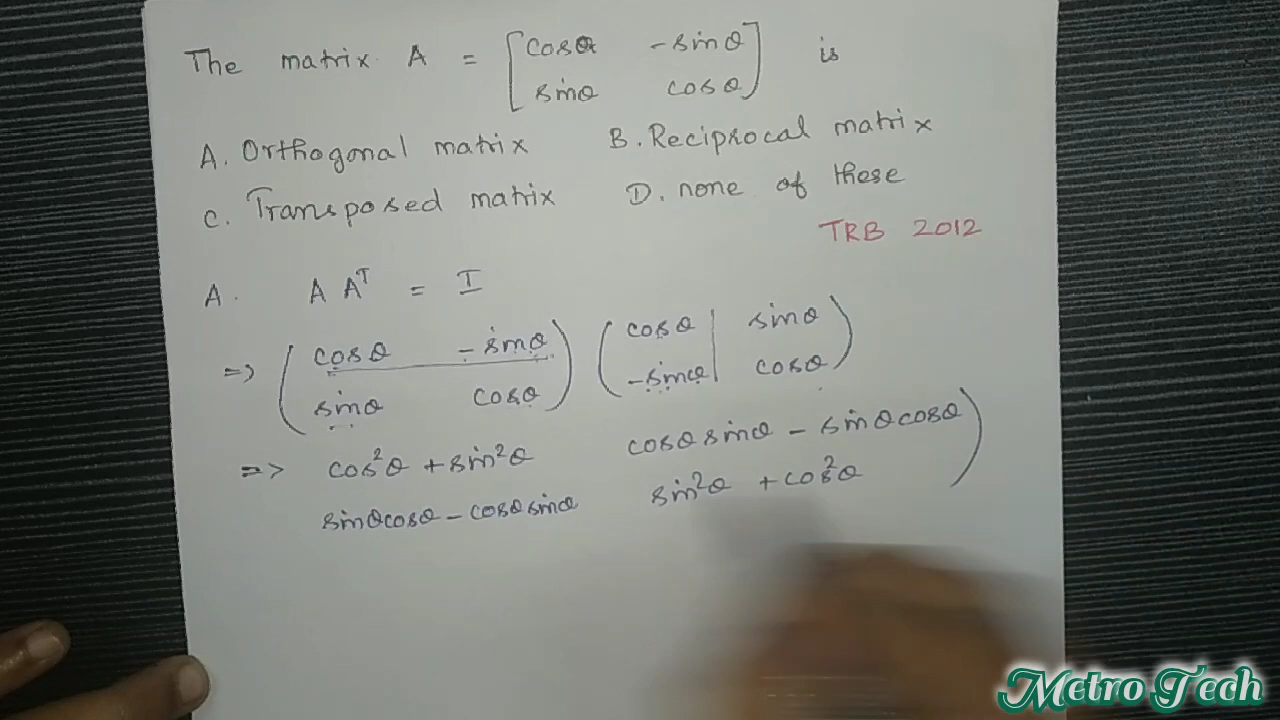 The matrix A = [cosθ -sinθ] is
[sinθ cosθ]
A. Orthogonal matrix B. Reciprocal matrix
C. Transposed matrix D. none of these
TRB 2012
A. A Aᵀ = I
=> (cosθ -sinθ) (cosθ | sinθ)
(sinθ cosθ) (-sinθ | cosθ)
=> cos²θ + sin²θ cosθ sinθ - sinθ cosθ )
sinθ cosθ - cosθ sinθ sin²θ + cos²θ
Metro Tech